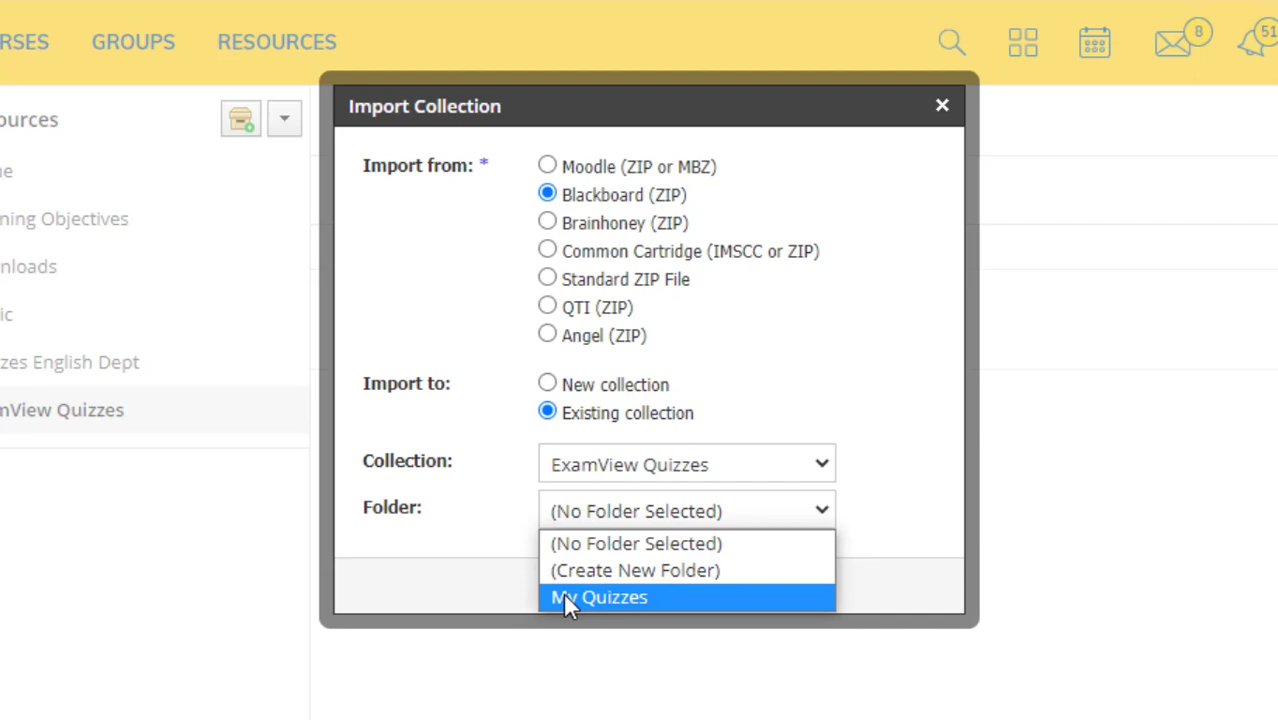 RSES GROUPS RESOURCES 8 51
ources
ne
ning Objectives
nloads
ic
zes English Dept
mView Quizzes
Import Collection
Import from: *
Moodle (ZIP or MBZ)
Blackboard (ZIP)
Brainhoney (ZIP)
Common Cartridge (IMSCC or ZIP)
Standard ZIP File
QTI (ZIP)
Angel (ZIP)
Import to:
New collection
Existing collection
Collection: ExamView Quizzes
Folder: (No Folder Selected)
(No Folder Selected)
(Create New Folder)
My Quizzes